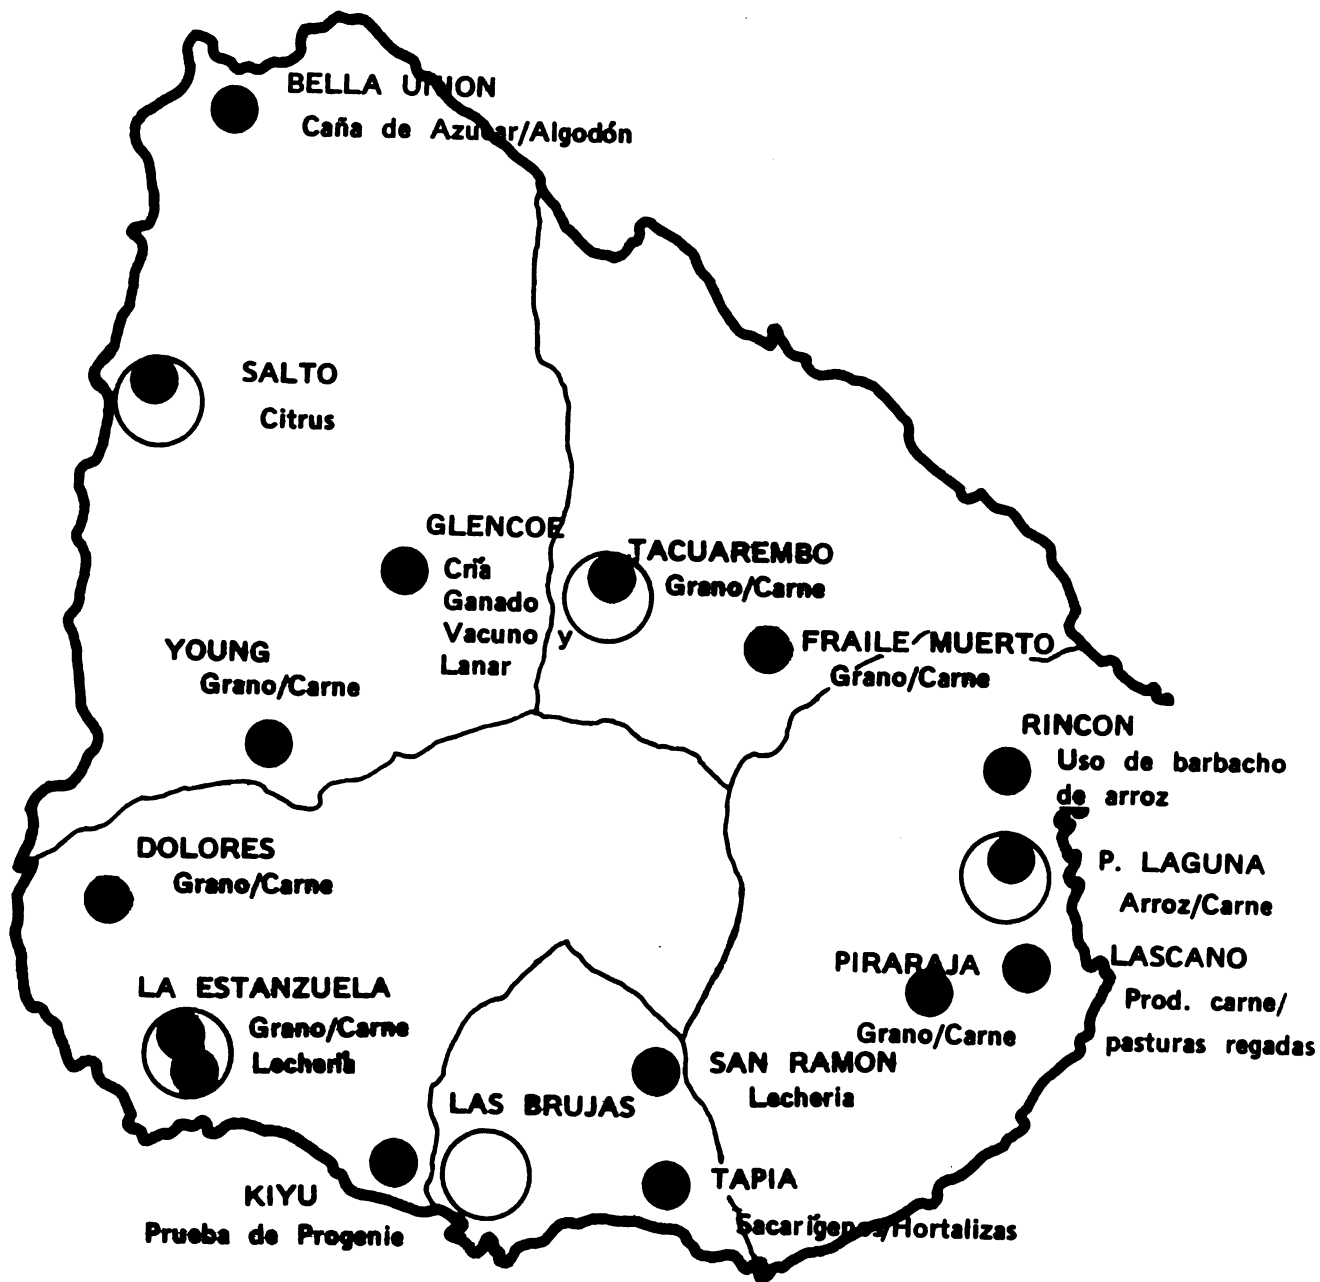 BELLA UNION
Caña de Azucar/Algodón
SALTO
Citrus
GLENCOE
Cría
Ganado
Vacuno y
Lanar
TACUAREMBO
Grano/Carne
FRAILE MUERTO
Grano/Carne
YOUNG
Grano/Carne
RINCON
Uso de barbacho
de arroz
DOLORES
Grano/Carne
P. LAGUNA
Arroz/Carne
PIRARAJA
Grano/Carne
LASCANO
Prod. carne/
pasturas regadas
LA ESTANZUELA
Grano/Carne
Lechería
SAN RAMON
Lecheria
LAS BRUJAS
TAPIA
Sacarígenos/Hortalizas
KIYU
Prueba de Progenie